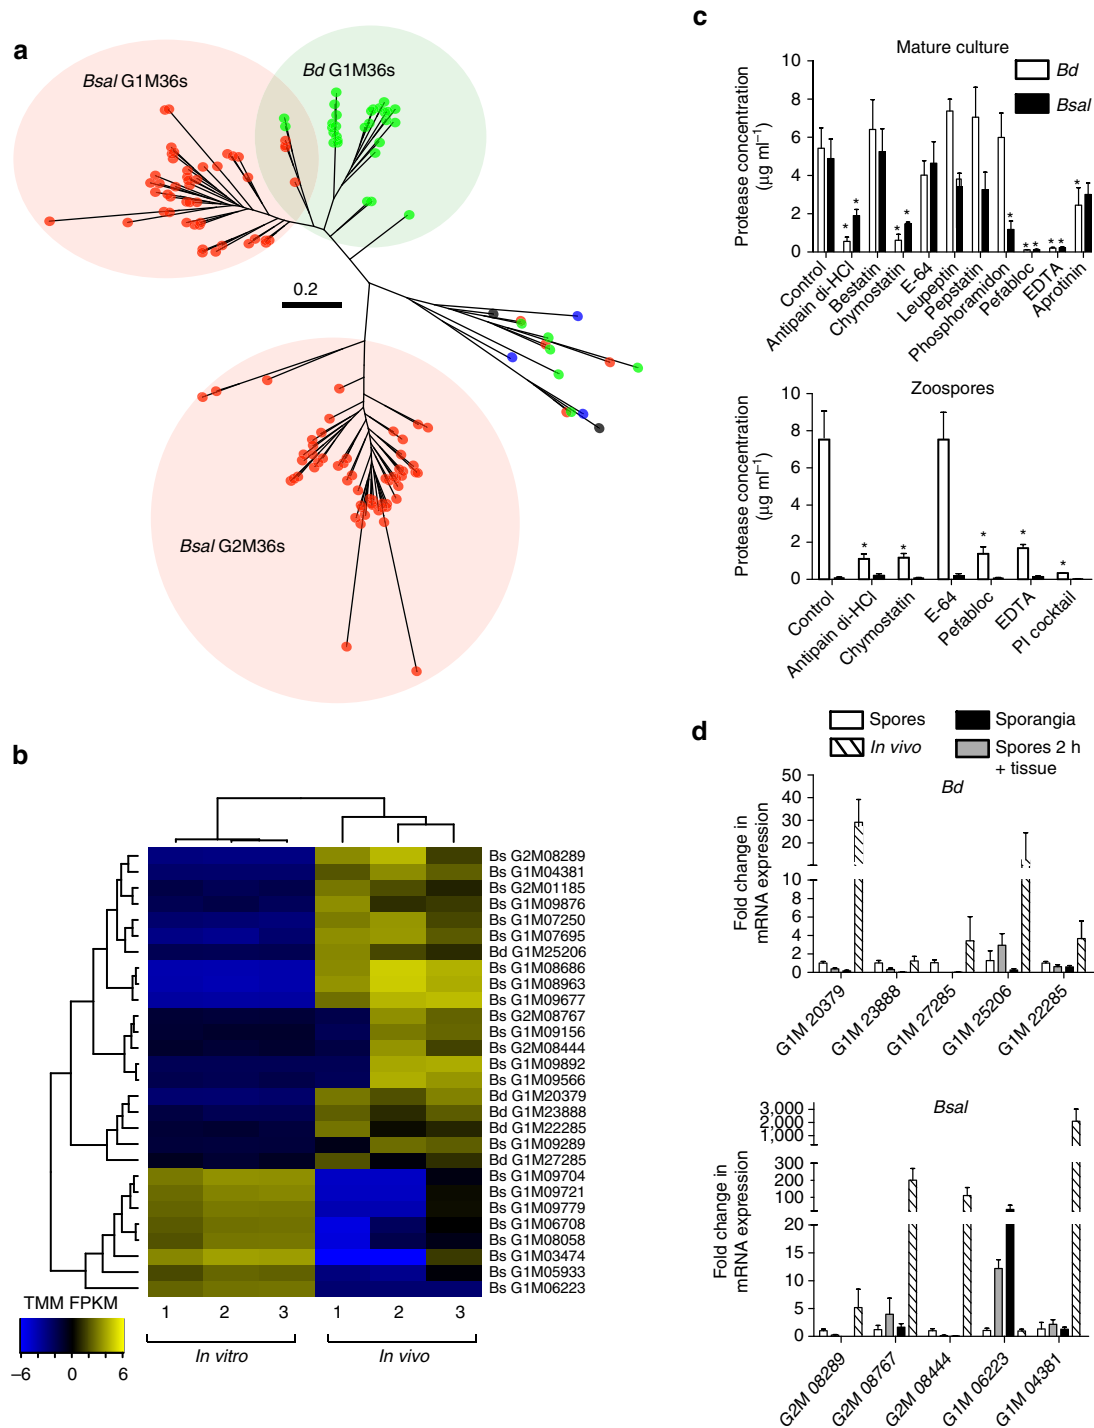 a
Bsal G1M36s
Bd G1M36s
0.2
Bsal G2M36s
b
Bs G2M08289
Bs G1M04381
Bs G2M01185
Bs G1M09876
Bs G1M07250
Bs G1M07695
Bd G1M25206
Bs G1M08686
Bs G1M08963
Bs G1M09677
Bs G2M08767
Bs G1M09156
Bs G2M08444
Bs G1M09892
Bs G1M09566
Bd G1M20379
Bd G1M23888
Bd G1M22285
Bs G1M09289
Bd G1M27285
Bs G1M09704
Bs G1M09721
Bs G1M09779
Bs G1M06708
Bs G1M08058
Bs G1M03474
Bs G1M05933
Bs G1M06223
TMM FPKM
–6 0 6
1 2 3 1 2 3
In vitro In vivo
c
Mature culture
Bd
Bsal
Protease concentration
(µg ml–1)
10
8
6
4
2
0
* * * * * * * * * *
Control
Antipain di-HCl
Bestatin
Chymostatin
E-64
Leupeptin
Pepstatin
Phosphoramidon
Pefabloc
EDTA
Aprotinin
Zoospores
Protease concentration
(µg ml–1)
10
8
6
4
2
0
* * * * *
Control
Antipain di-HCl
Chymostatin
E-64
Pefabloc
EDTA
PI cocktail
d
Spores
Sporangia
In vivo
Spores 2 h
+ tissue
Bd
Fold change in
mRNA expression
50
40
30
20
10
10
8
6
4
2
0
G1M 20379
G1M 23888
G1M 27285
G1M 25206
G1M 22285
Bsal
Fold change in
mRNA expression
3,000
2,000
1,000
300
200
100
20
15
10
5
0
G2M 08289
G2M 08767
G2M 08444
G1M 06223
G1M 04381